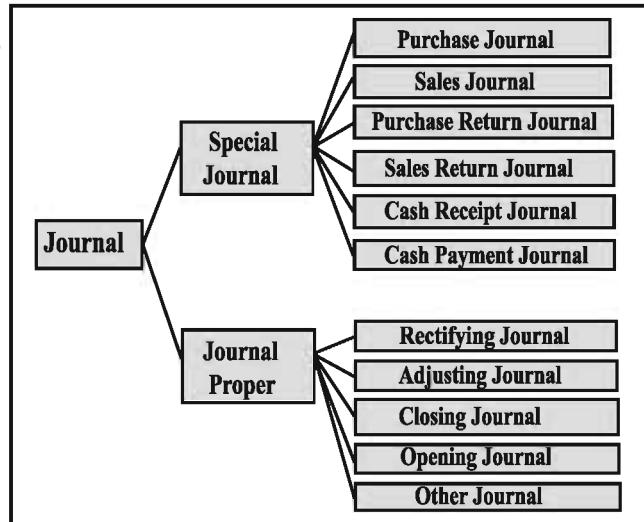 Purchase Journal
Sales Journal
Purchase Return Journal
Special
Journal
Sales Return Journal
Cash Receipt Journal
Cash Payment Journal
Journal
Journal
Proper
Rectifying Journal
Adjusting Journal
Closing Journal
Opening Journal
Other Journal